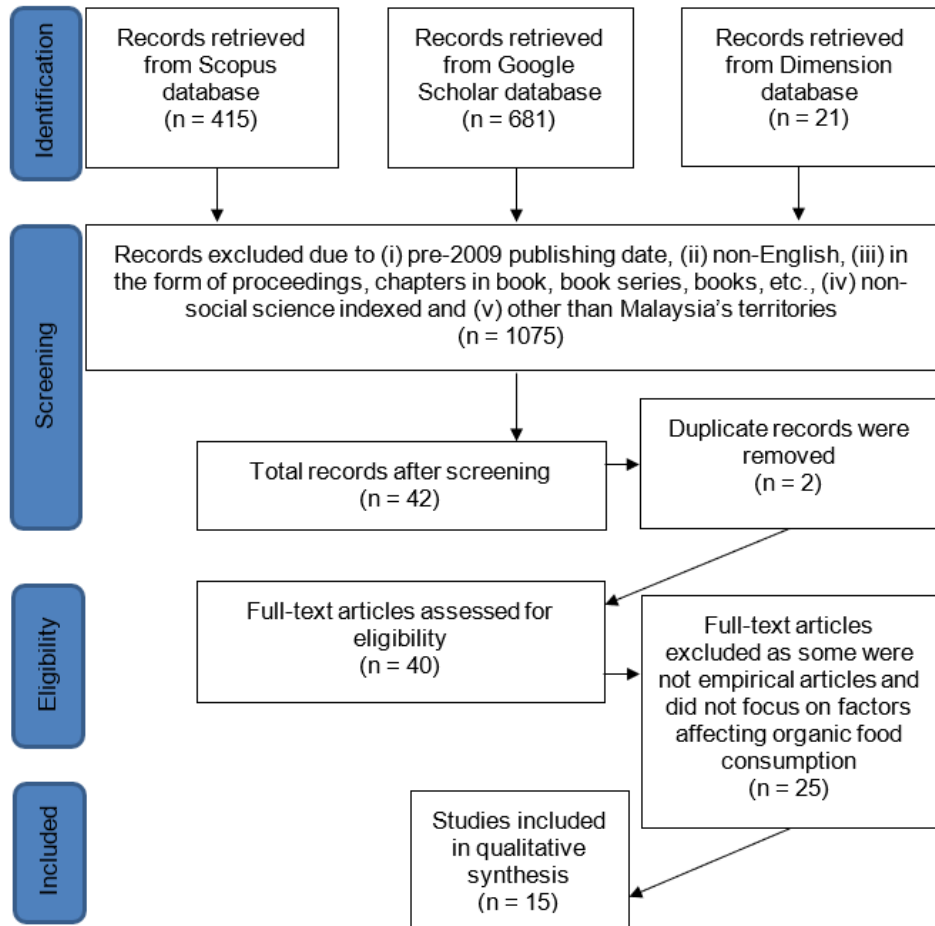 Identification
Records retrieved
from Scopus
database
(n = 415)
Records retrieved
from Google
Scholar database
(n = 681)
Records retrieved
from Dimension
database
(n = 21)
Screening
Records excluded due to (i) pre-2009 publishing date, (ii) non-English, (iii) in
the form of proceedings, chapters in book, book series, books, etc., (iv) non-
social science indexed and (v) other than Malaysia's territories
(n = 1075)
Total records after screening
(n = 42)
Duplicate records were
removed
(n = 2)
Eligibility
Full-text articles assessed for
eligibility
(n = 40)
Full-text articles
excluded as some were
not empirical articles and
did not focus on factors
affecting organic food
consumption
(n = 25)
Included
Studies included
in qualitative
synthesis
(n = 15)